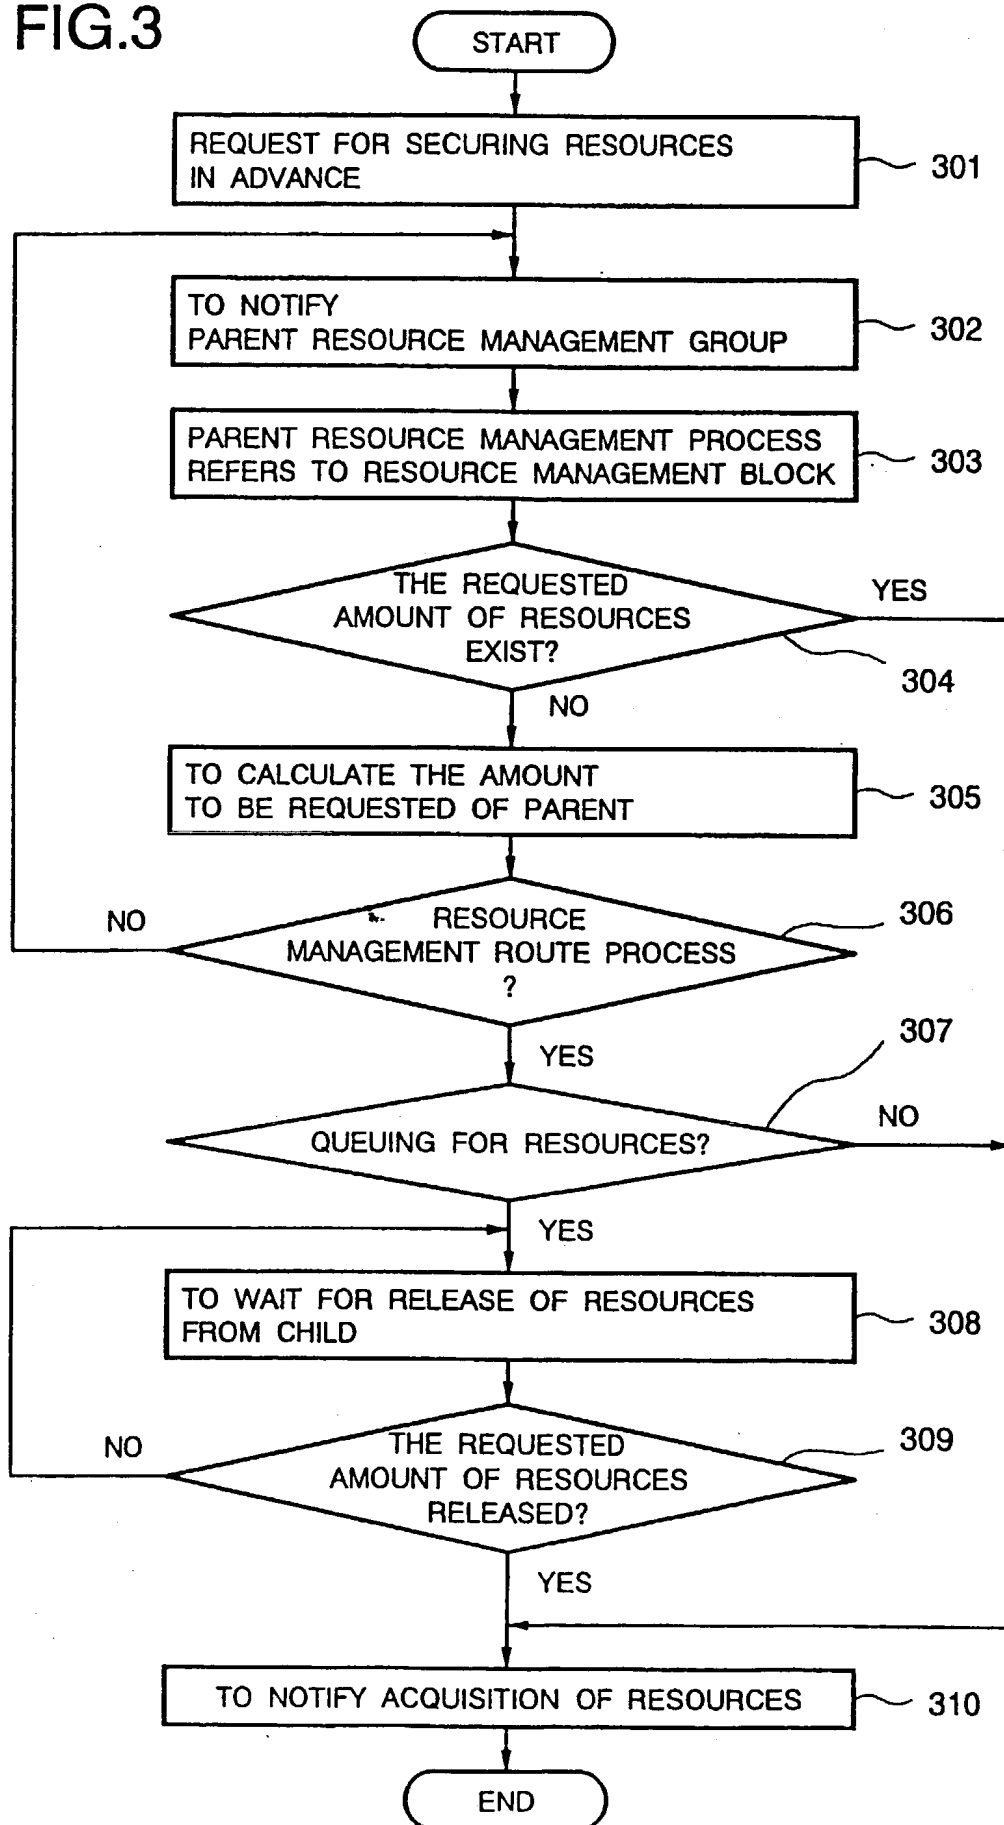 FIG.3
START
REQUEST FOR SECURING RESOURCES
IN ADVANCE
301
TO NOTIFY
PARENT RESOURCE MANAGEMENT GROUP
302
PARENT RESOURCE MANAGEMENT PROCESS
REFERS TO RESOURCE MANAGEMENT BLOCK
303
THE REQUESTED
AMOUNT OF RESOURCES
EXIST?
YES
304
NO
TO CALCULATE THE AMOUNT
TO BE REQUESTED OF PARENT
305
NO
RESOURCE
MANAGEMENT ROUTE PROCESS
?
306
YES
307
QUEUING FOR RESOURCES?
NO
YES
TO WAIT FOR RELEASE OF RESOURCES
FROM CHILD
308
NO
THE REQUESTED
AMOUNT OF RESOURCES
RELEASED?
309
YES
TO NOTIFY ACQUISITION OF RESOURCES
310
END